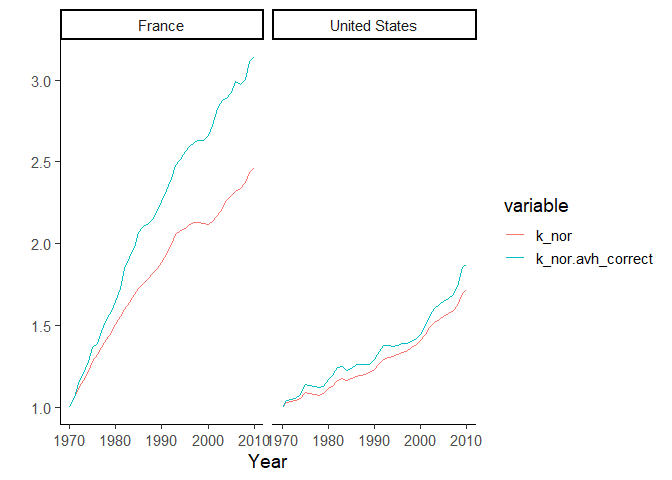 France United States
3.0
2.5
2.0
1.5
1.0
1970 1980 1990 2000 2010 1970 1980 1990 2000 2010
Year
variable
k_nor
k_nor.avh_correct